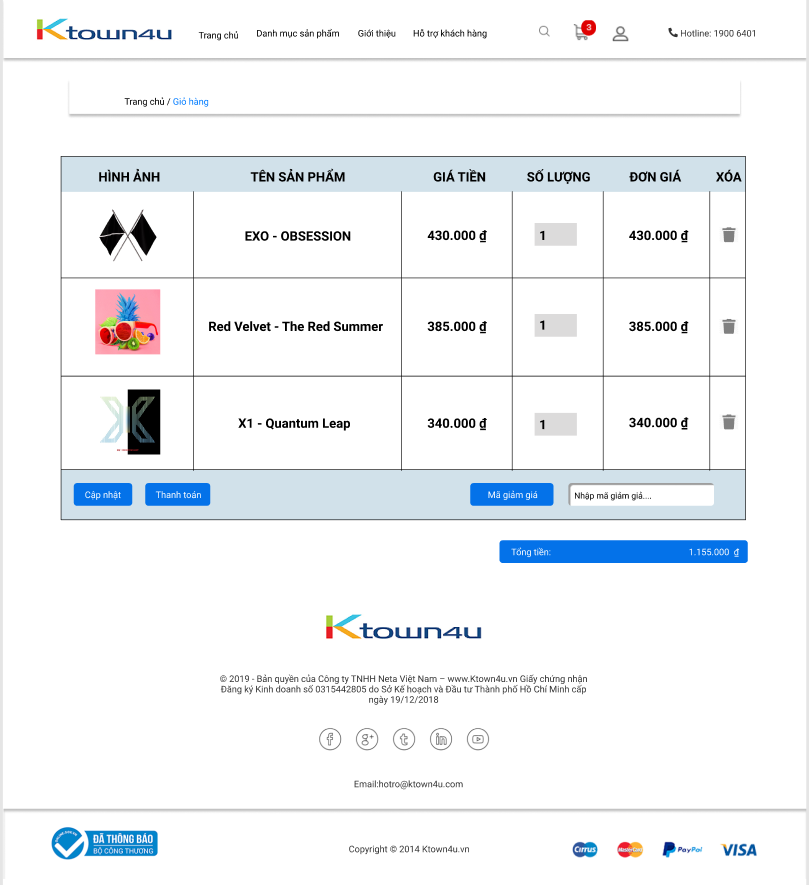 Ktown4u
Trang chủ
Danh mục sản phẩm
Giới thiệu
Hỗ trợ khách hàng
3
Hotline: 1900 6401
Trang chủ / Giỏ hàng
HÌNH ẢNH
TÊN SẢN PHẨM
GIÁ TIỀN
SỐ LƯỢNG
ĐƠN GIÁ
XÓA
EXO - OBSESSION
430.000 ₫
1
430.000 ₫
Red Velvet - The Red Summer
385.000 ₫
1
385.000 ₫
X1 - Quantum Leap
340.000 ₫
1
340.000 ₫
Cập nhật
Thanh toán
Mã giảm giá
Nhập mã giảm giá....
Tổng tiền:
1.155.000 ₫
Ktown4u
© 2019 - Bản quyền của Công ty TNHH Neta Việt Nam – www.Ktown4u.vn Giấy chứng nhận
Đăng ký Kinh doanh số 0315442805 do Sở Kế hoạch và Đầu tư Thành phố Hồ Chí Minh cấp
ngày 19/12/2018
Email:hotro@ktown4u.com
ĐÃ THÔNG BÁO
BỘ CÔNG THƯƠNG
Copyright © 2014 Ktown4u.vn
Cirrus
MasterCard
PayPal
VISA